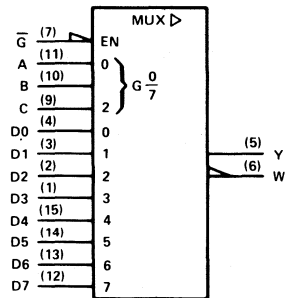 MUX ▷
G̅ (7) EN
A (11) 0
B (10) G 0/7
C (9) 2
D0 (4) 0
D1 (3) 1 (5) Y
D2 (2) 2 (6) W
D3 (1) 3
D4 (15) 4
D5 (14) 5
D6 (13) 6
D7 (12) 7